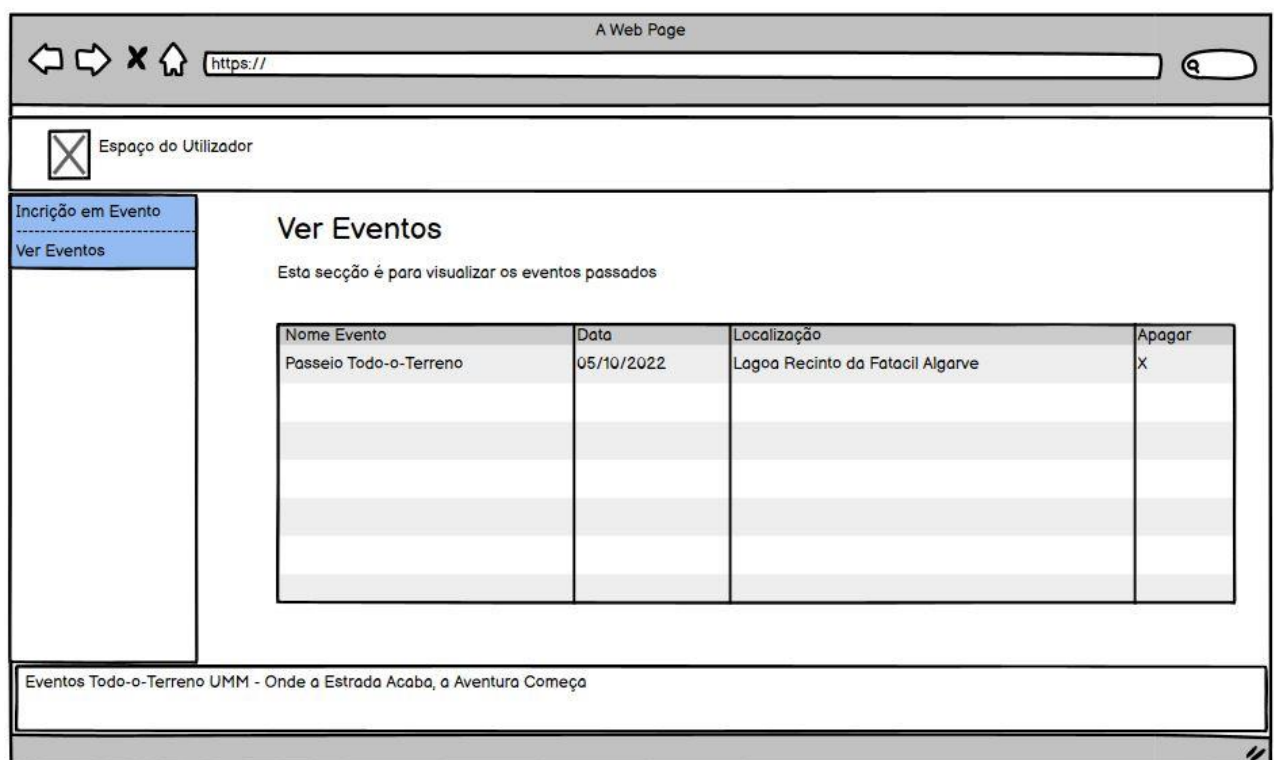 A Web Page
https://
Espaço do Utilizador
Incrição em Evento
Ver Eventos
Ver Eventos
Esta secção é para visualizar os eventos passados
Nome Evento Data Localização Apagar
Passeio Todo-o-Terreno 05/10/2022 Lagoa Recinto da Fatacil Algarve X
Eventos Todo-o-Terreno UMM - Onde a Estrada Acaba, a Aventura Começa